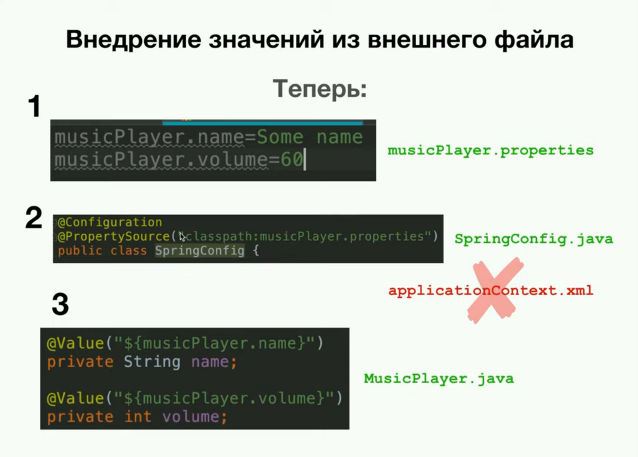 Внедрение значений из внешнего файла
Теперь:
1
musicPlayer.name=Some name
musicPlayer.volume=60
musicPlayer.properties
2
@Configuration
@PropertySource("classpath:musicPlayer.properties")
public class SpringConfig {
SpringConfig.java
applicationContext.xml
3
@Value("${musicPlayer.name}")
private String name;
@Value("${musicPlayer.volume}")
private int volume;
MusicPlayer.java